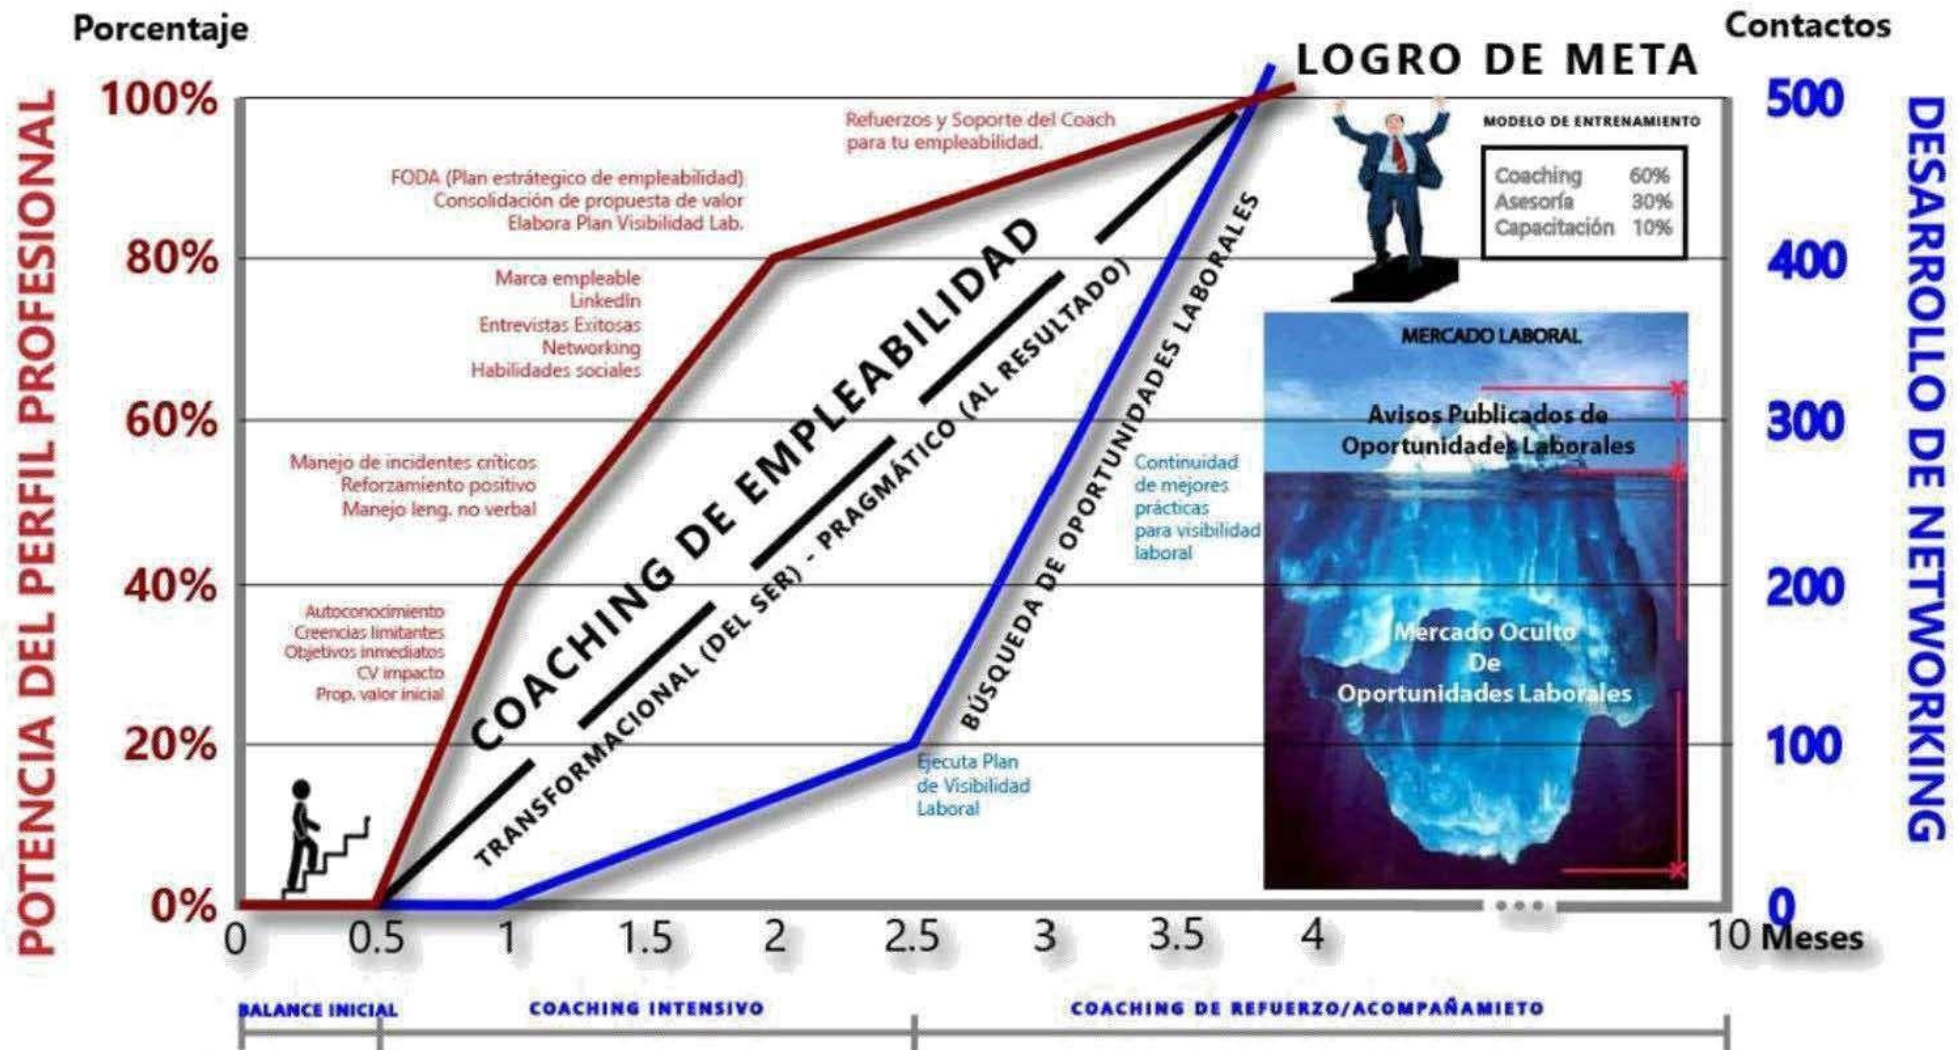 Porcentaje
Contactos
LOGRO DE META
100%
80%
60%
40%
20%
0%
500
400
300
200
100
0
POTENCIA DEL PERFIL PROFESIONAL
DESARROLLO DE NETWORKING
Refuerzos y Soporte del Coach
para tu empleabilidad.
FODA (Plan estrátegico de empleabilidad)
Consolidación de propuesta de valor
Elabora Plan Visibilidad Lab.
Marca empleable
LinkedIn
Entrevistas Exitosas
Networking
Habilidades sociales
Manejo de incidentes críticos
Reforzamiento positivo
Manejo leng. no verbal
Autoconocimiento
Creencias limitantes
Objetivos inmediatos
CV impacto
Prop. valor inicial
COACHING DE EMPLEABILIDAD
TRANSFORMACIONAL (DEL SER) - PRAGMÁTICO (AL RESULTADO)
BÚSQUEDA DE OPORTUNIDADES LABORALES
Continuidad
de mejores
prácticas
para visibilidad
laboral
Ejecuta Plan
de Visibilidad
Laboral
MODELO DE ENTRENAMIENTO
Coaching 60%
Asesoría 30%
Capacitación 10%
MERCADO LABORAL
Avisos Publicados de
Oportunidades Laborales
Mercado Oculto
De
Oportunidades Laborales
0 0.5 1 1.5 2 2.5 3 3.5 4 10 Meses
BALANCE INICIAL
COACHING INTENSIVO
COACHING DE REFUERZO/ACOMPAÑAMIETO